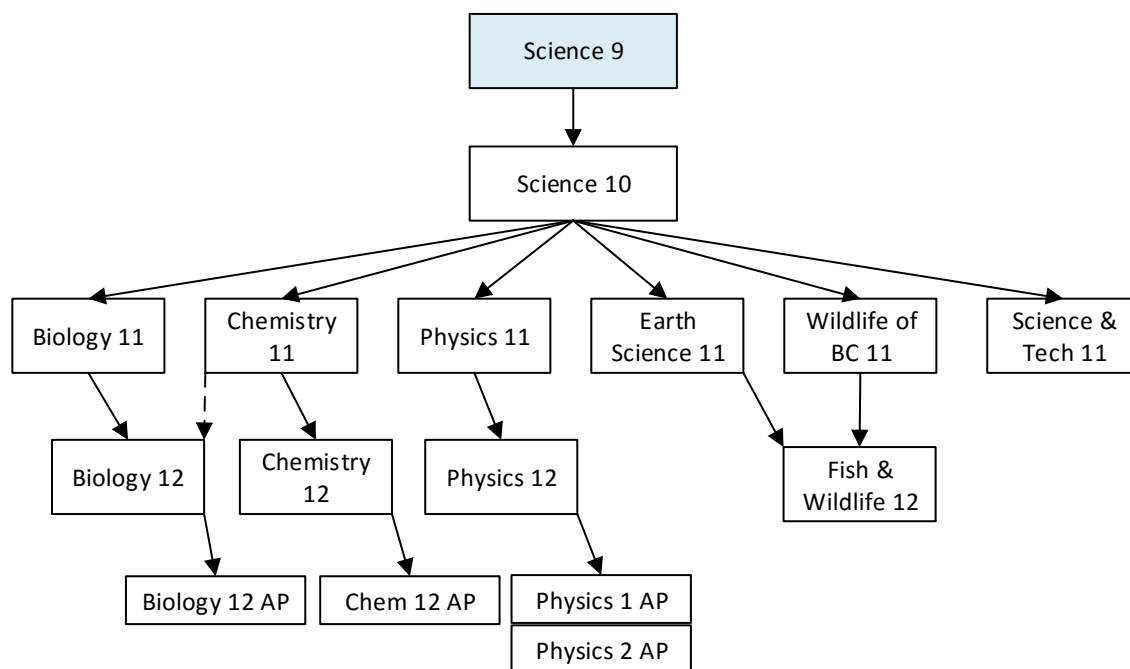 Science 9
Science 10
Biology 11
Chemistry
11
Physics 11
Earth
Science 11
Wildlife of
BC 11
Science &
Tech 11
Biology 12
Chemistry
12
Physics 12
Fish &
Wildlife 12
Biology 12 AP
Chem 12 AP
Physics 1 AP
Physics 2 AP